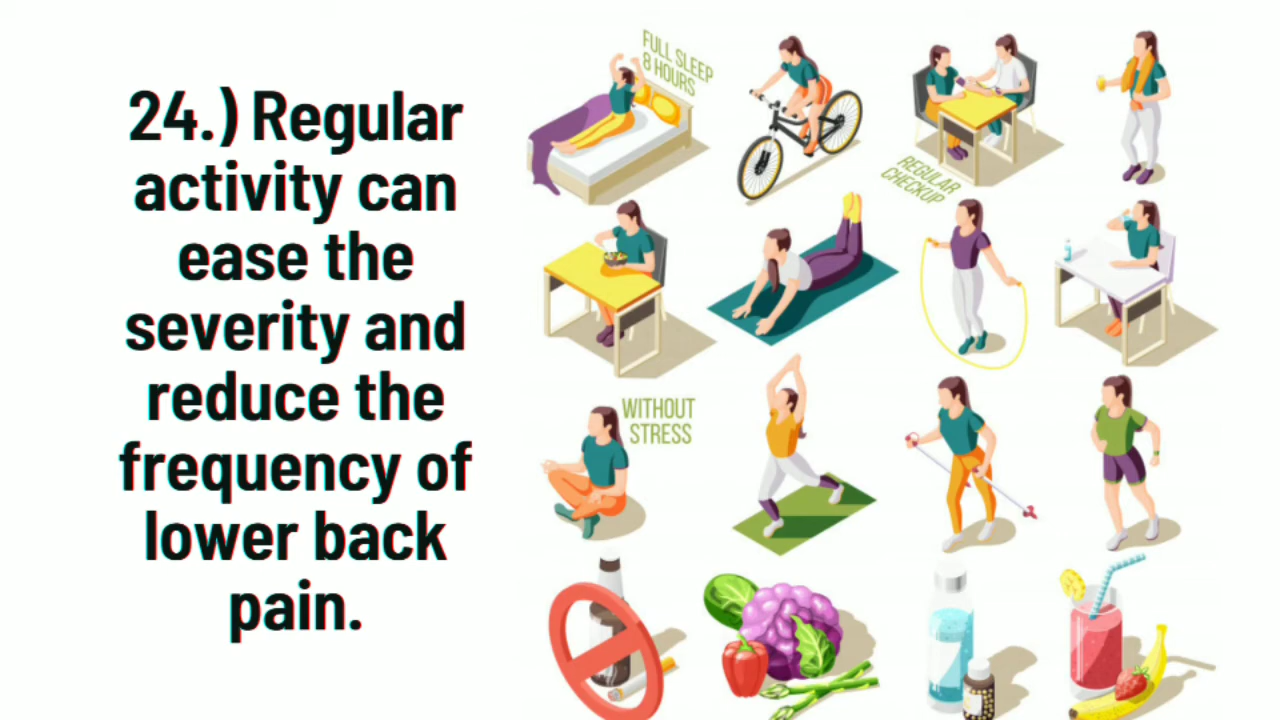 24.) Regular
activity can
ease the
severity and
reduce the
frequency of
lower back
pain.
FULL SLEEP
8 HOURS
REGULAR
CHECKUP
WITHOUT
STRESS